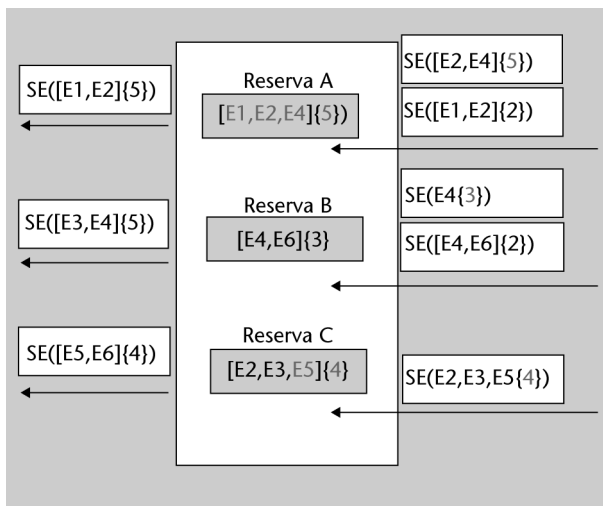 SE([E1,E2]{5})
SE([E3,E4]{5})
SE([E5,E6]{4})
Reserva A
[E1,E2,E4]{5})
Reserva B
[E4,E6]{3}
Reserva C
[E2,E3,E5]{4}
SE([E2,E4]{5})
SE([E1,E2]{2})
SE(E4{3})
SE([E4,E6]{2})
SE(E2,E3,E5{4})